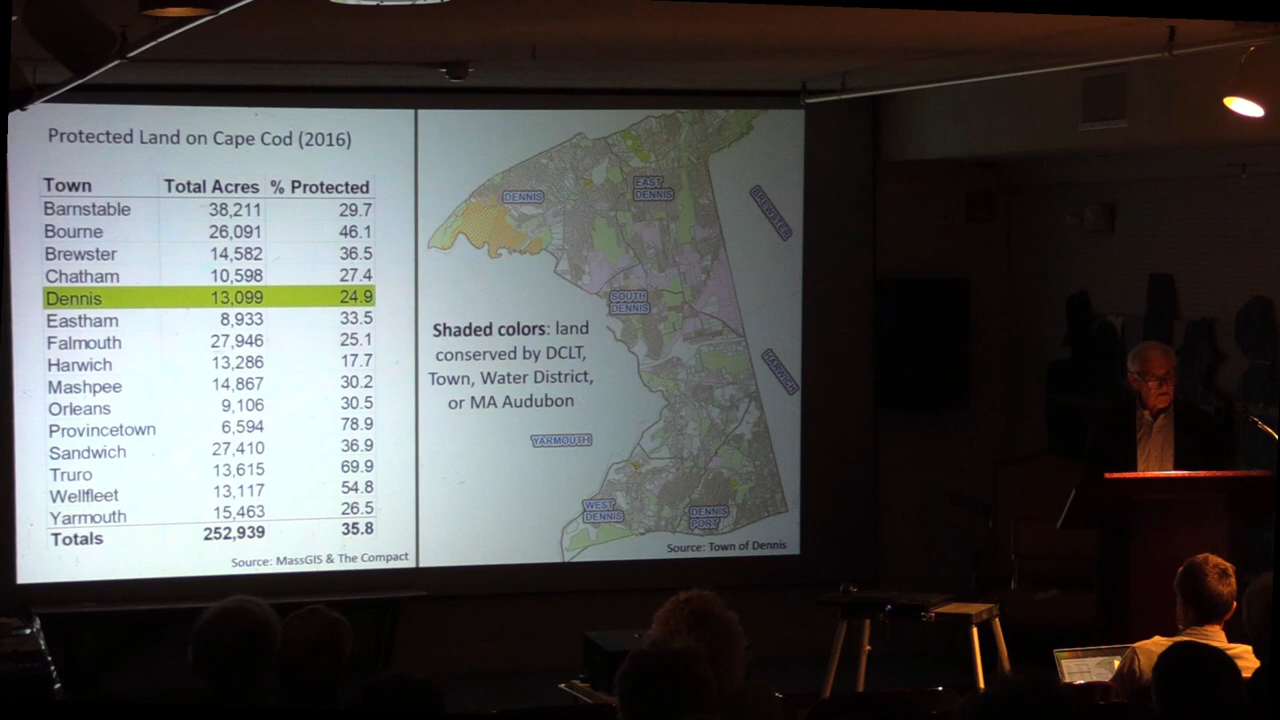 Protected Land on Cape Cod (2016)
Town Total Acres % Protected
Barnstable 38,211 29.7
Bourne 26,091 46.1
Brewster 14,582 36.5
Chatham 10,598 27.4
Dennis 13,099 24.9
Eastham 8,933 33.5
Falmouth 27,946 25.1
Harwich 13,286 17.7
Mashpee 14,867 30.2
Orleans 9,106 30.5
Provincetown 6,594 78.9
Sandwich 27,410 36.9
Truro 13,615 69.9
Wellfleet 13,117 54.8
Yarmouth 15,463 26.5
Totals 252,939 35.8
Source: MassGIS & The Compact
DENNIS
EAST
DENNIS
BREWSTER
SOUTH
DENNIS
Shaded colors: land
conserved by DCLT,
Town, Water District,
or MA Audubon
HARWICH
YARMOUTH
WEST
DENNIS
DENNIS
PORT
Source: Town of Dennis